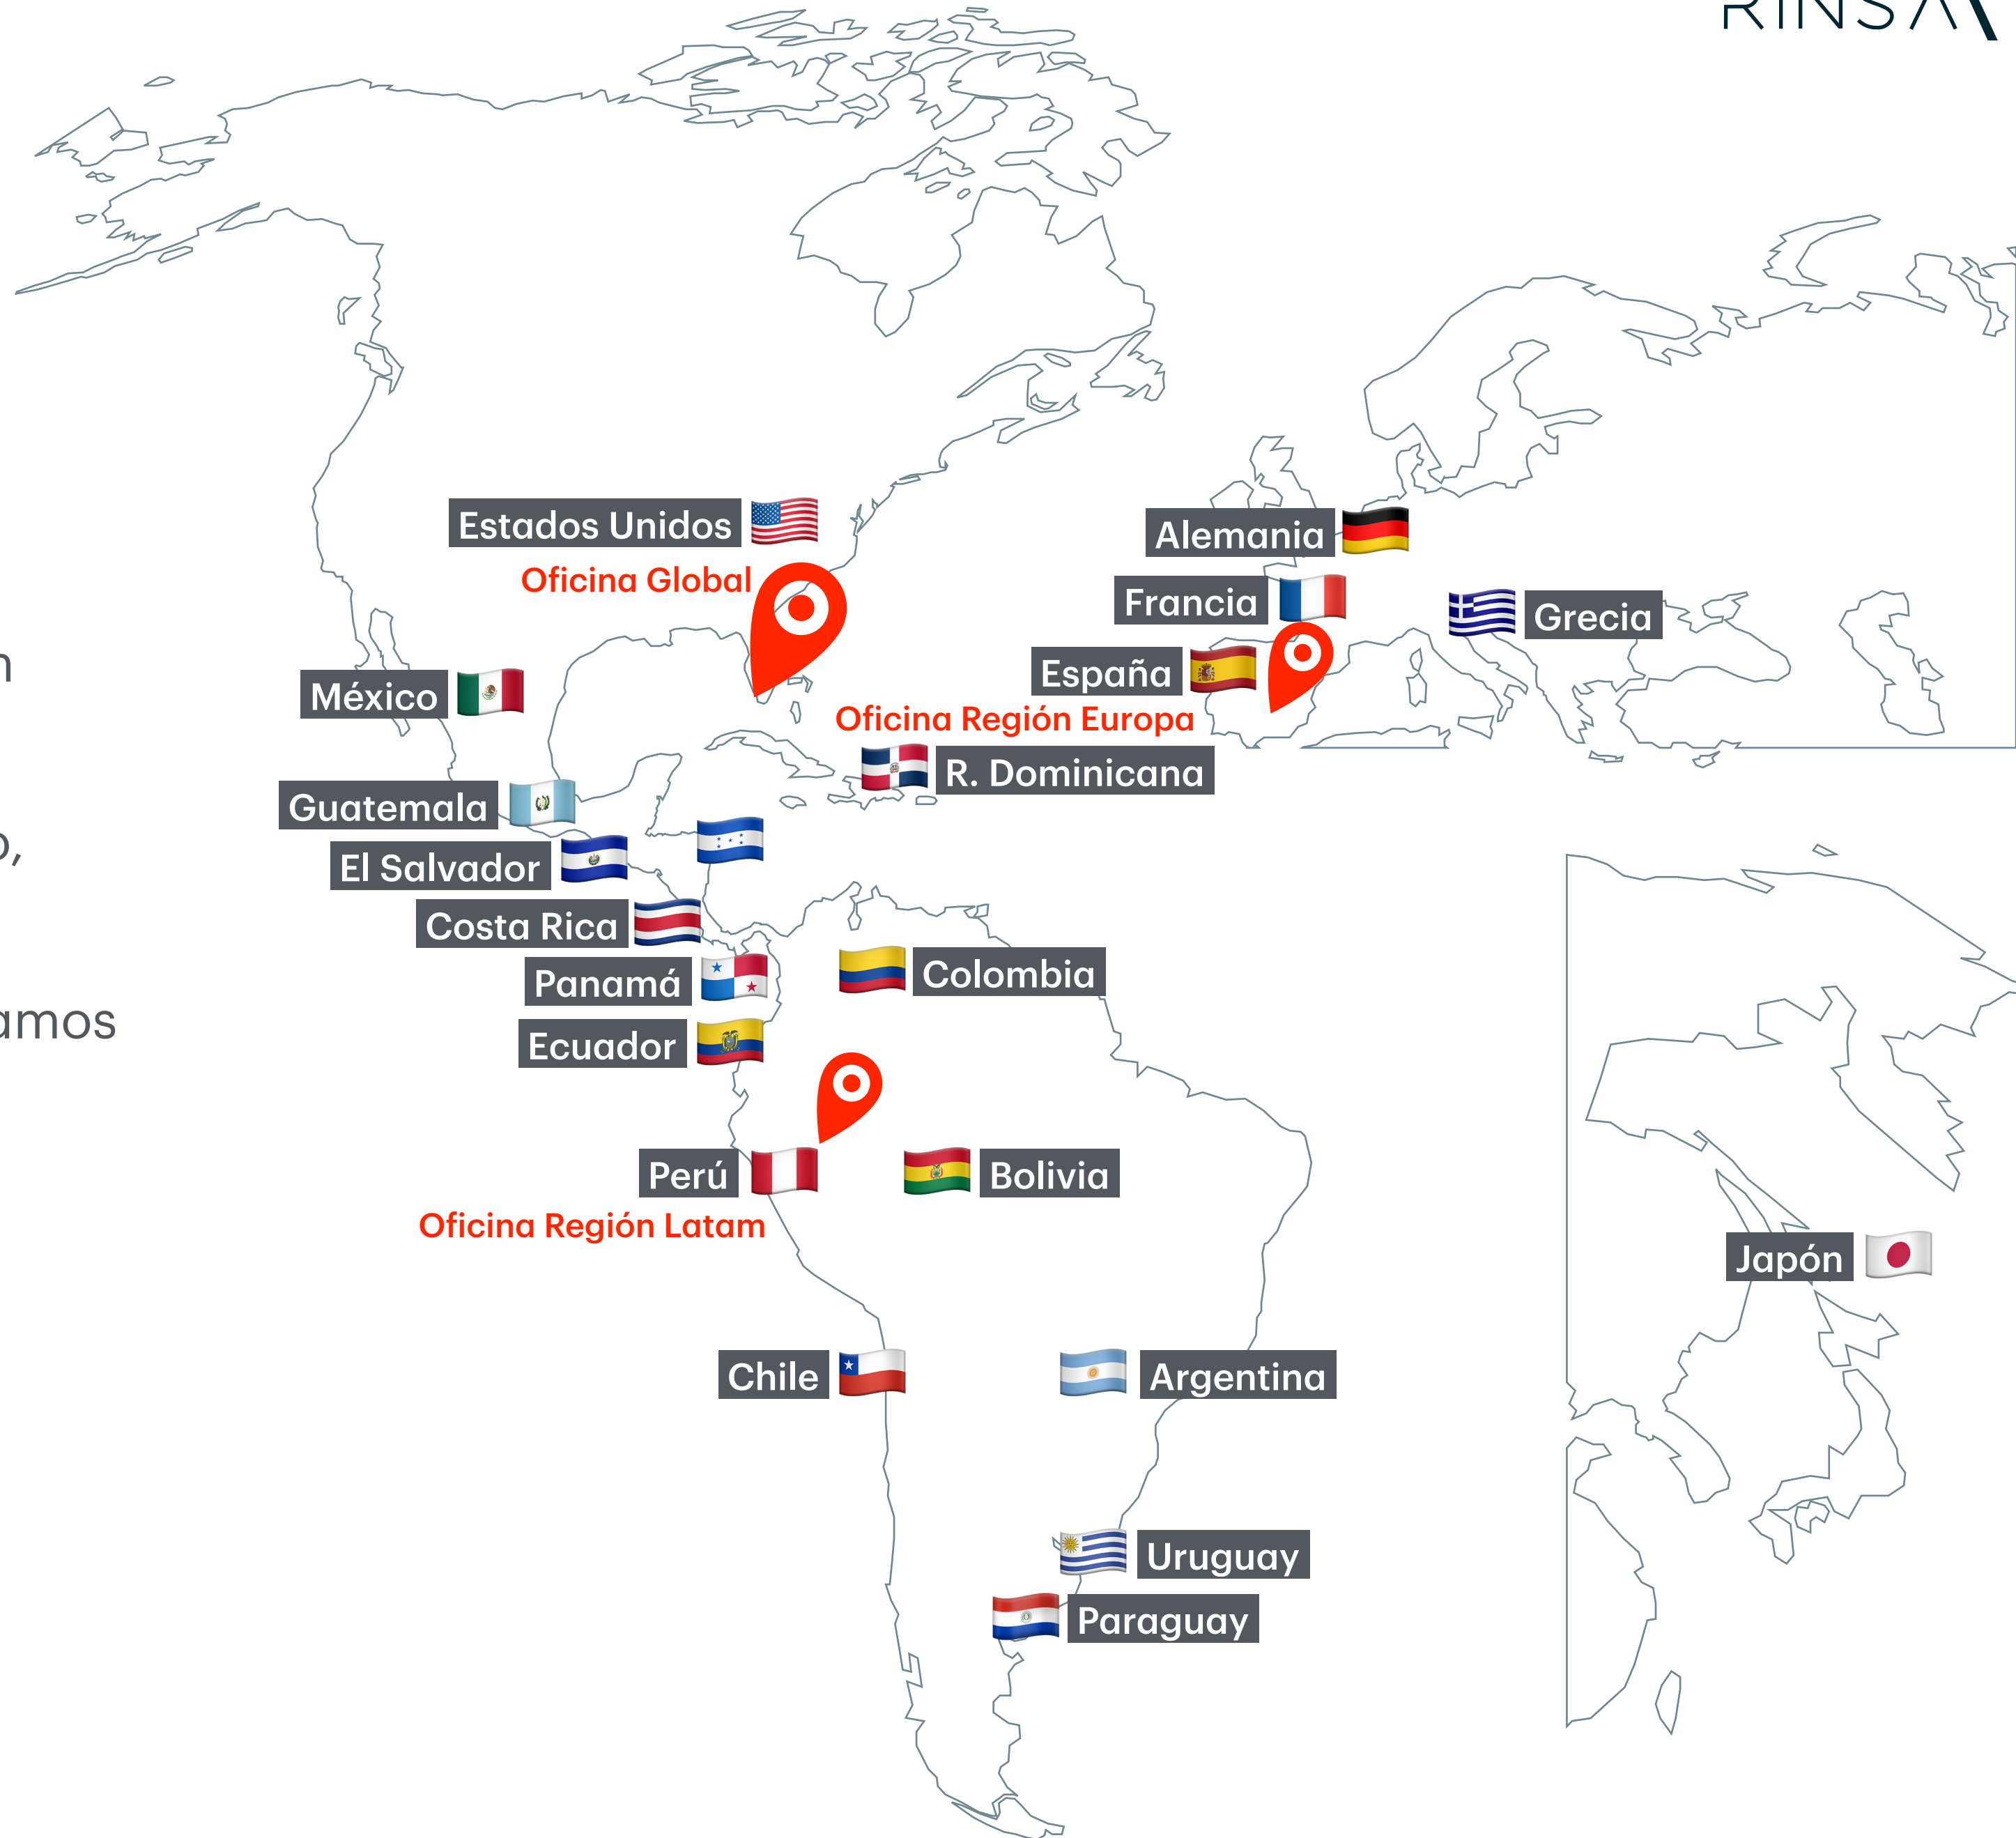 RINSA
n
o,
amos
Estados Unidos
Oficina Global
Alemania
Francia
Grecia
España
Oficina Región Europa
México
R. Dominicana
Guatemala
El Salvador
Costa Rica
Panamá
Colombia
Ecuador
Perú
Bolivia
Oficina Región Latam
Japón
Chile
Argentina
Uruguay
Paraguay